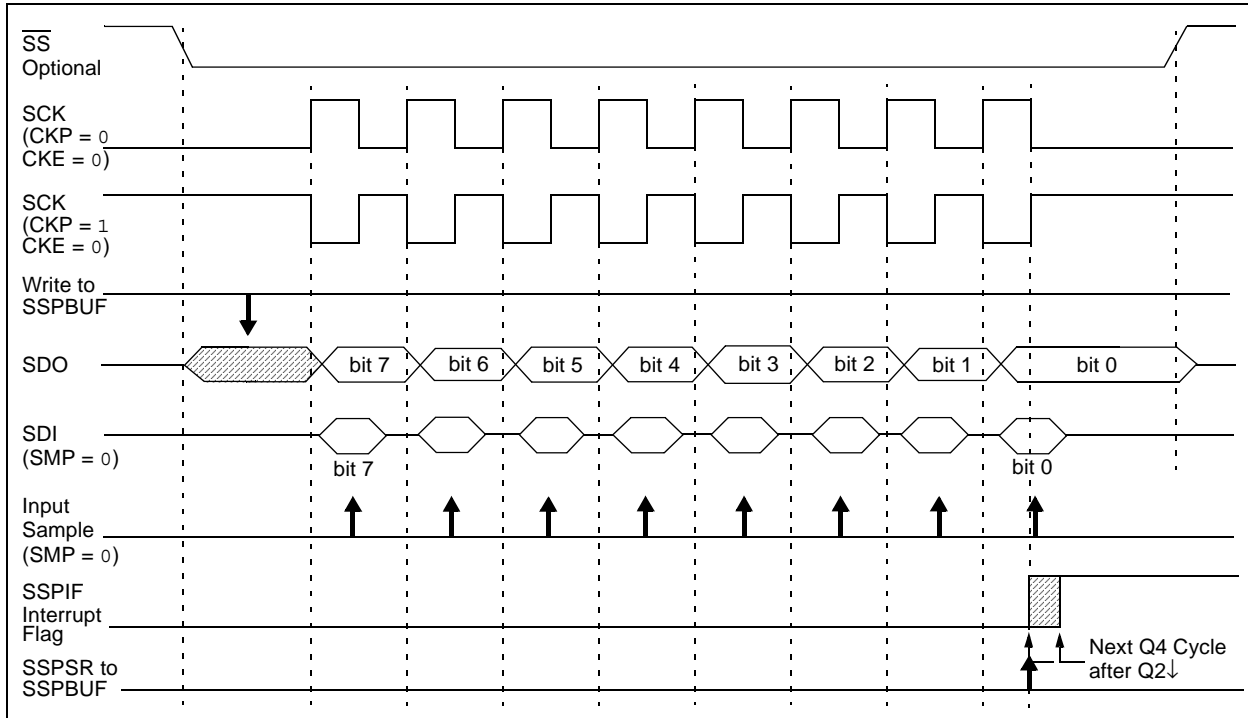 SS
Optional
SCK
(CKP = 0
CKE = 0)
SCK
(CKP = 1
CKE = 0)
Write to
SSPBUF
SDO
bit 7
bit 6
bit 5
bit 4
bit 3
bit 2
bit 1
bit 0
SDI
(SMP = 0)
bit 7
bit 0
Input
Sample
(SMP = 0)
SSPIF
Interrupt
Flag
Next Q4 Cycle
after Q2↓
SSPSR to
SSPBUF